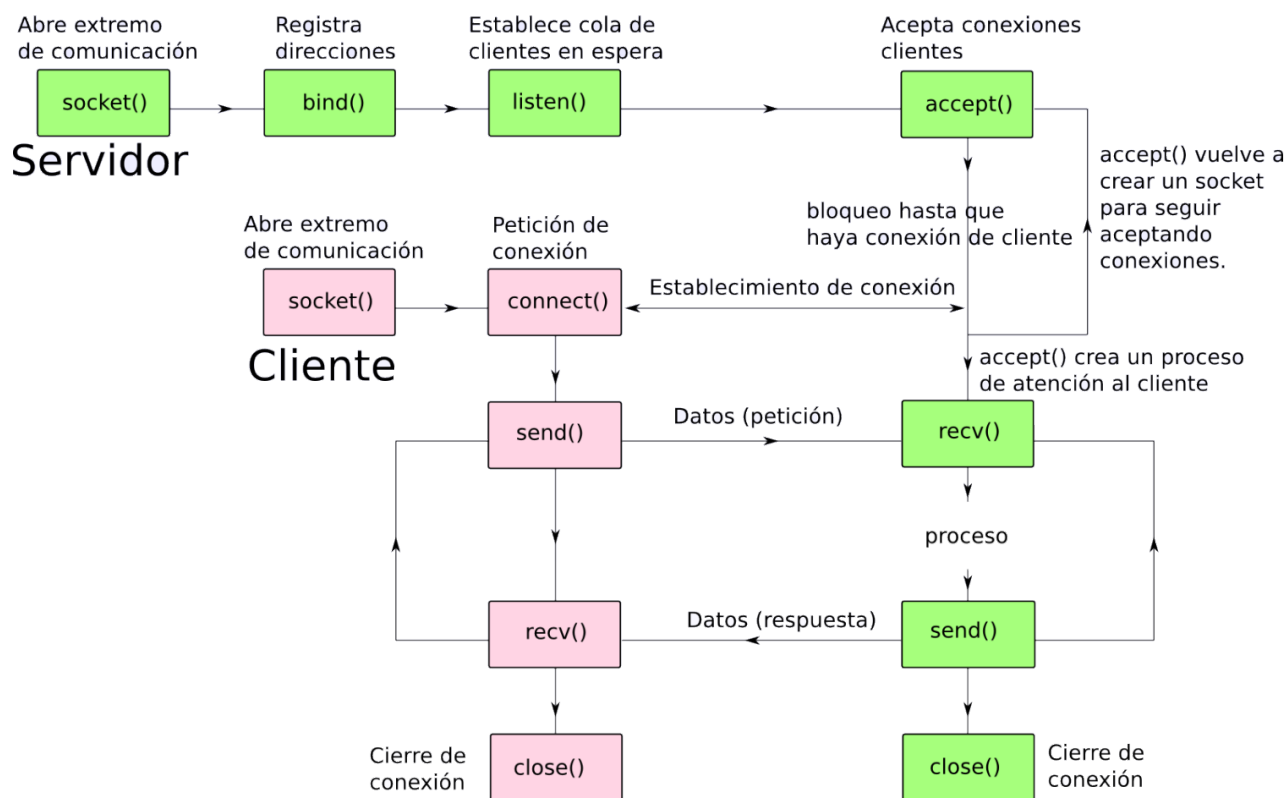 Abre extremo
de comunicación
Registra
direcciones
Establece cola de
clientes en espera
Acepta conexiones
clientes
socket()
bind()
listen()
accept()
Servidor
accept() vuelve a
crear un socket
para seguir
aceptando
conexiones.
bloqueo hasta que
haya conexión de cliente
Abre extremo
de comunicación
Petición de
conexión
socket()
connect()
Establecimiento de conexión
Cliente
accept() crea un proceso
de atención al cliente
send()
Datos (petición)
recv()
proceso
recv()
Datos (respuesta)
send()
Cierre de
conexión
close()
close()
Cierre de
conexión